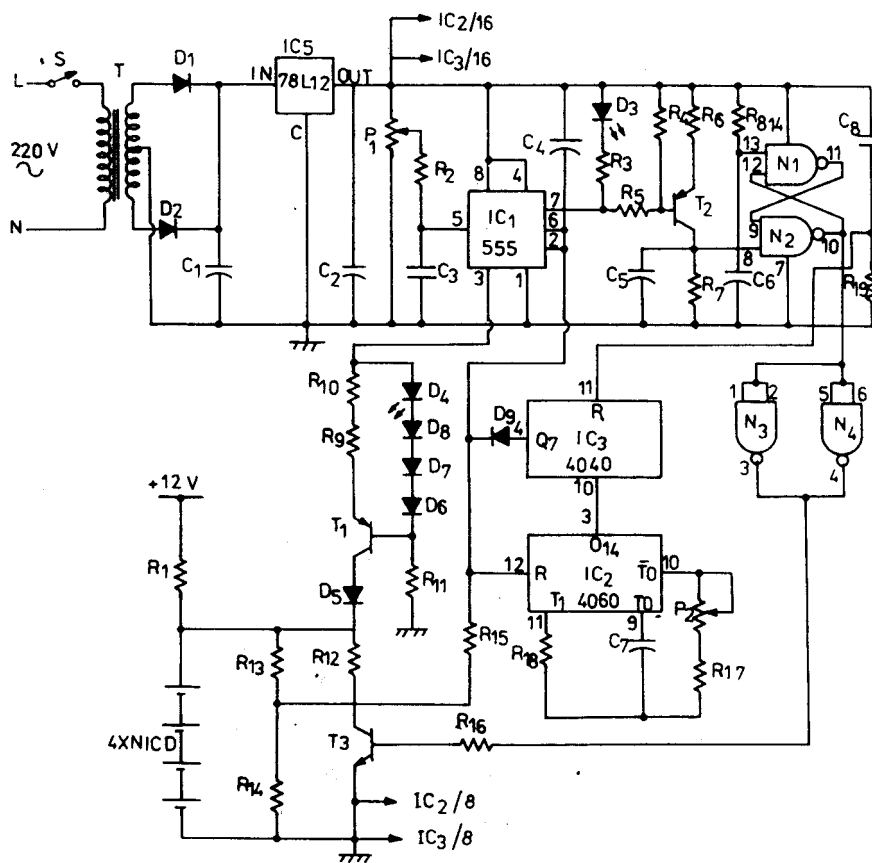 IC2/16
IC3/16
S
L
T
D1
IC5
IN
78L12
OUT
C
220 V
N
D2
C1
C2
P1
R2
C3
C4
8
4
5
IC1
555
7
6
2
3
1
D3
R3
R4
R5
R6
T2
C5
R7
R8
14
13
12
N1
11
9
8
N2
10
7
C6
C8
R19
R10
R9
D4
D8
D7
D6
T1
R11
D5
D9
4
11
R
Q7
IC3
4040
10
3
O14
12
R
IC2
T0
10
T1
4060
T0
11
9
R18
C7
P2
R17
1
2
N3
3
5
6
N4
4
+12 V
R1
R13
R12
R15
4XNICD
R14
T3
R16
IC2/8
IC3/8